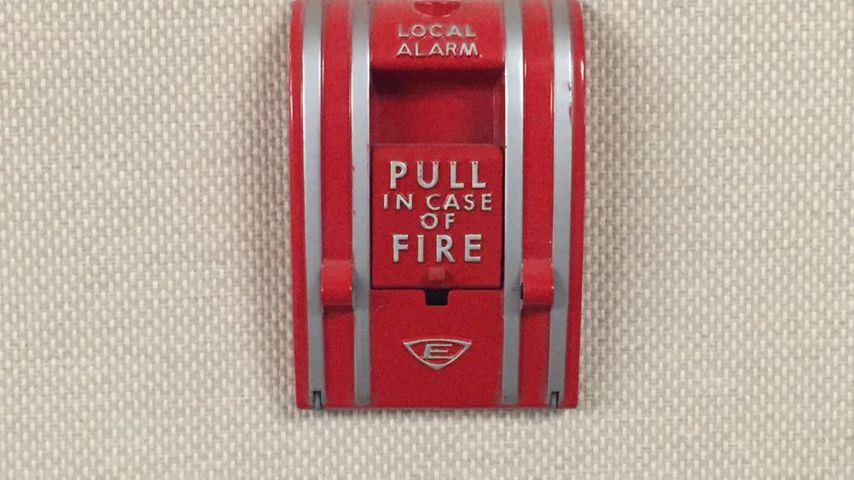 LOCAL
ALARM
PULL
IN CASE
OF
FIRE
E